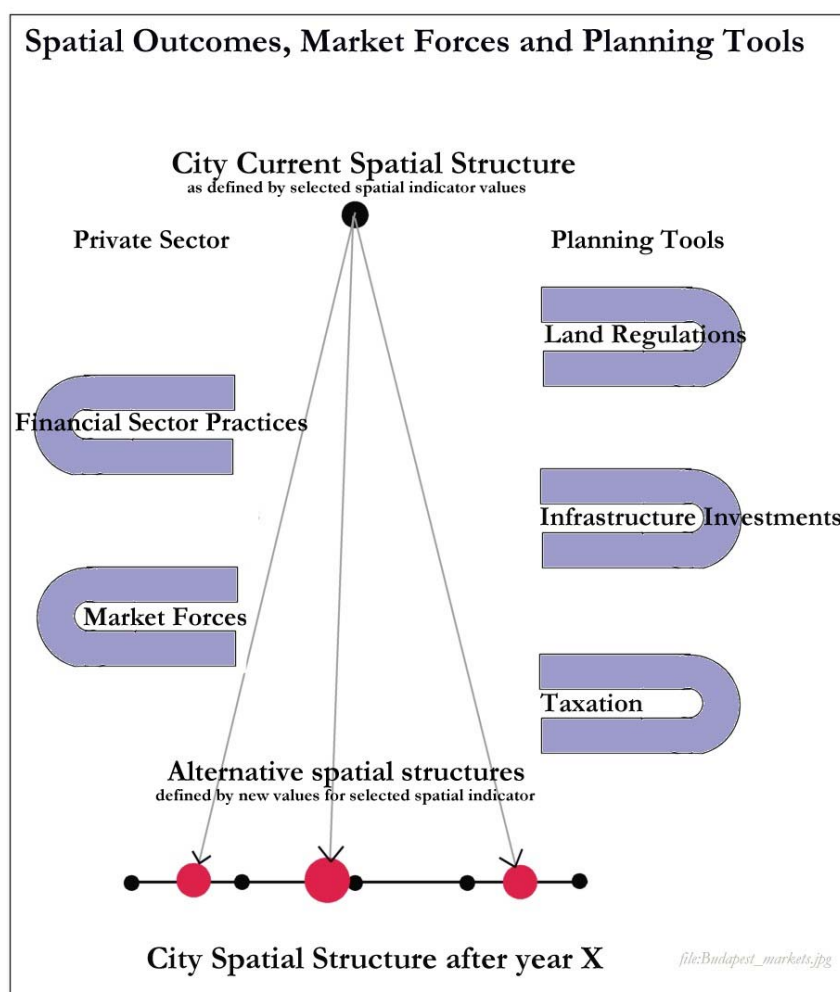 Spatial Outcomes, Market Forces and Planning Tools
City Current Spatial Structure
as defined by selected spatial indicator values
Private Sector
Planning Tools
Land Regulations
Financial Sector Practices
Infrastructure Investments
Market Forces
Taxation
Alternative spatial structures
defined by new values for selected spatial indicator
City Spatial Structure after year X
file:Budapest_markets.jpg